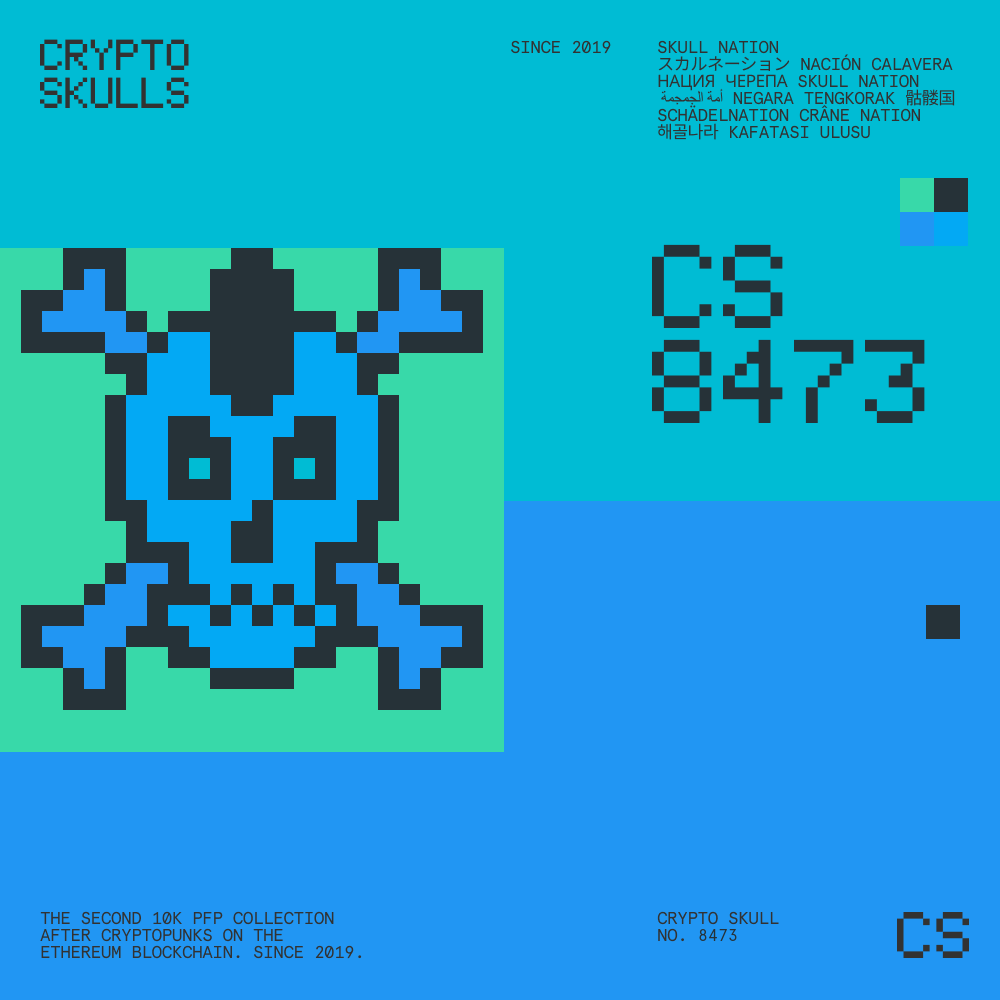 CRYPTO
SKULLS
SINCE 2019
SKULL NATION
スカルネーション NACIÓN CALAVERA
НАЦИЯ ЧЕРЕПА SKULL NATION
أمة الجمجمة NEGARA TENGKORAK 骷髅国
SCHÄDELNATION CRÂNE NATION
해골나라 KAFATASI ULUSU
CS
8473
THE SECOND 10K PFP COLLECTION
AFTER CRYPTOPUNKS ON THE
ETHEREUM BLOCKCHAIN. SINCE 2019.
CRYPTO SKULL
NO. 8473
CS